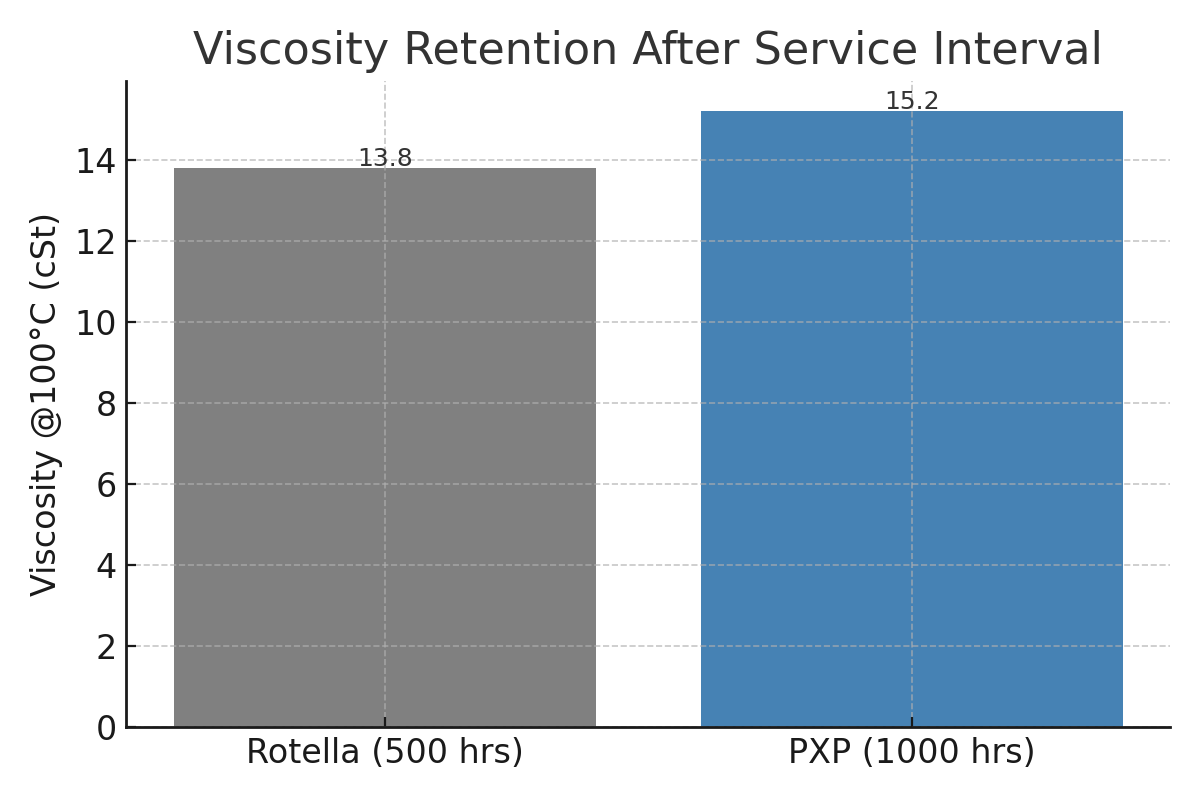 Viscosity Retention After Service Interval
Viscosity @100°C (cSt)
14
12
10
8
6
4
2
0
13.8
15.2
Rotella (500 hrs)
PXP (1000 hrs)